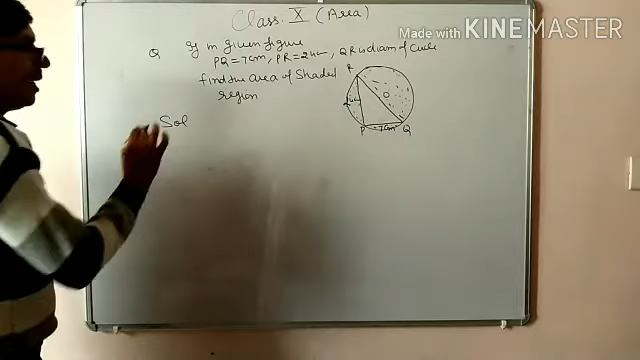 Made with KINEMASTER
Class. X (Area)
Q If in given figure
PQ = 7cm, PR = 24cm, QR is diam of Circle
find the area of Shaded
region
R
O
24
P 7cm Q
Sol